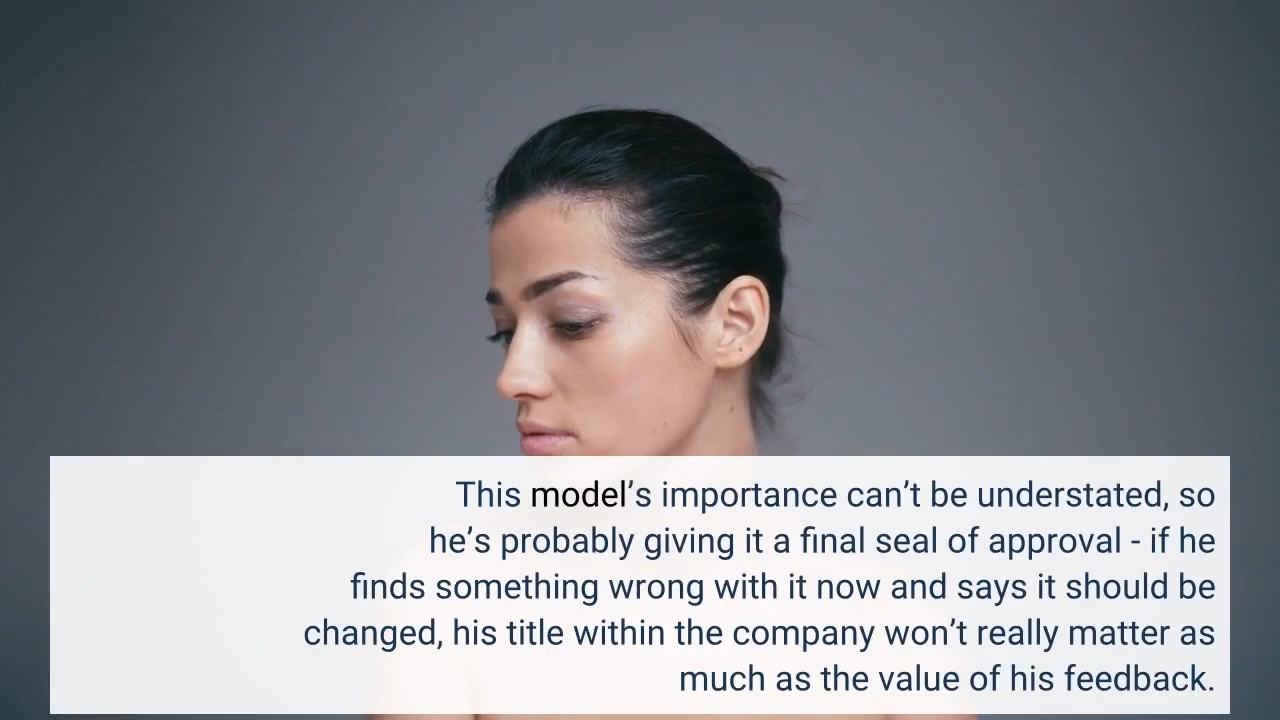 This model’s importance can’t be understated, so
he’s probably giving it a final seal of approval - if he
finds something wrong with it now and says it should be
changed, his title within the company won’t really matter as
much as the value of his feedback.